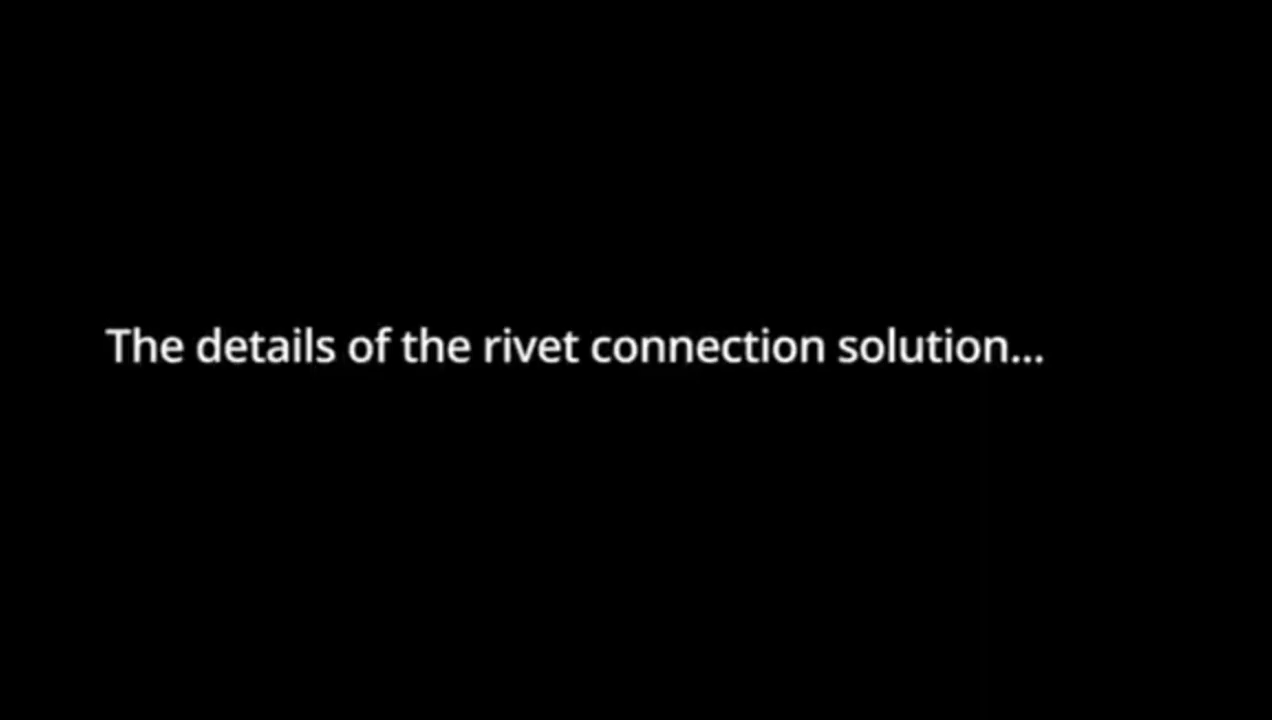 The details of the rivet connection solution...